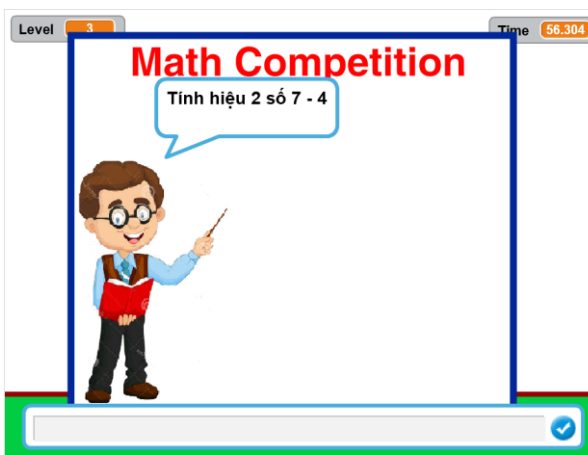 Level 3
Time 56.304
Math Competition
Tính hiệu 2 số 7 - 4